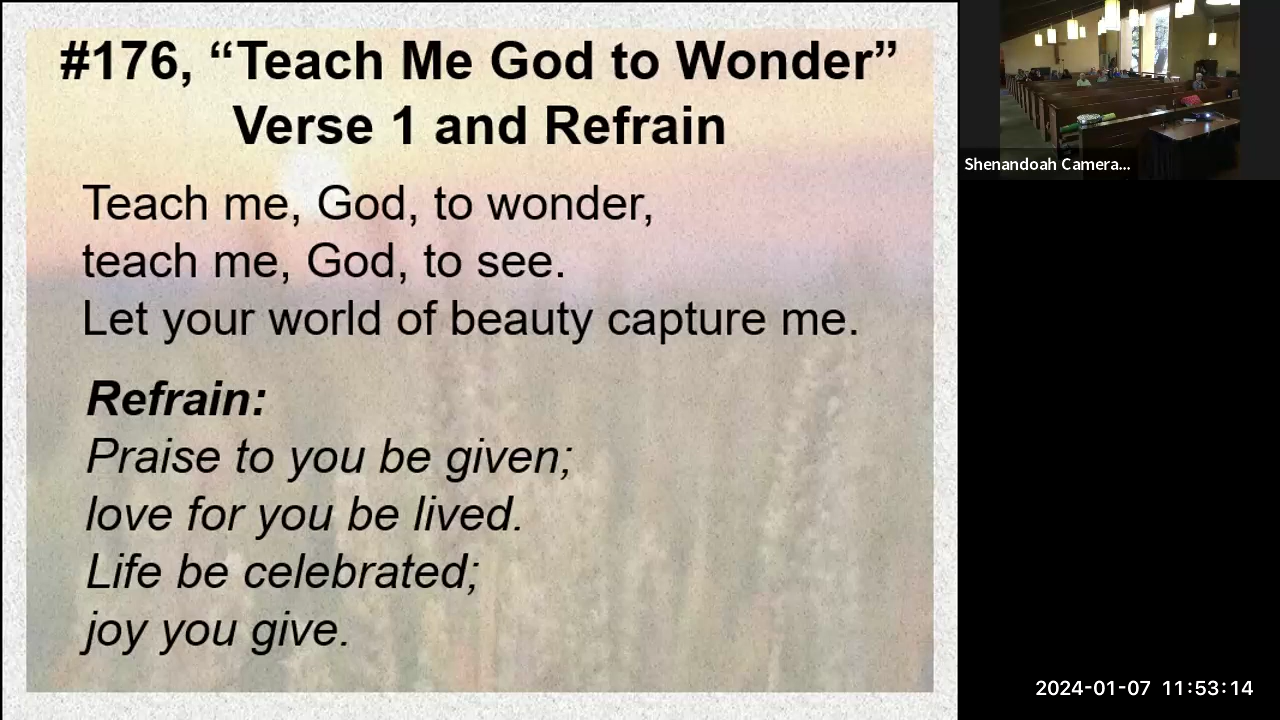 #176, “Teach Me God to Wonder”
Verse 1 and Refrain
Teach me, God, to wonder,
teach me, God, to see.
Let your world of beauty capture me.
Refrain:
Praise to you be given;
love for you be lived.
Life be celebrated;
joy you give.
Shenandoah Camera...
2024-01-07 11:53:14